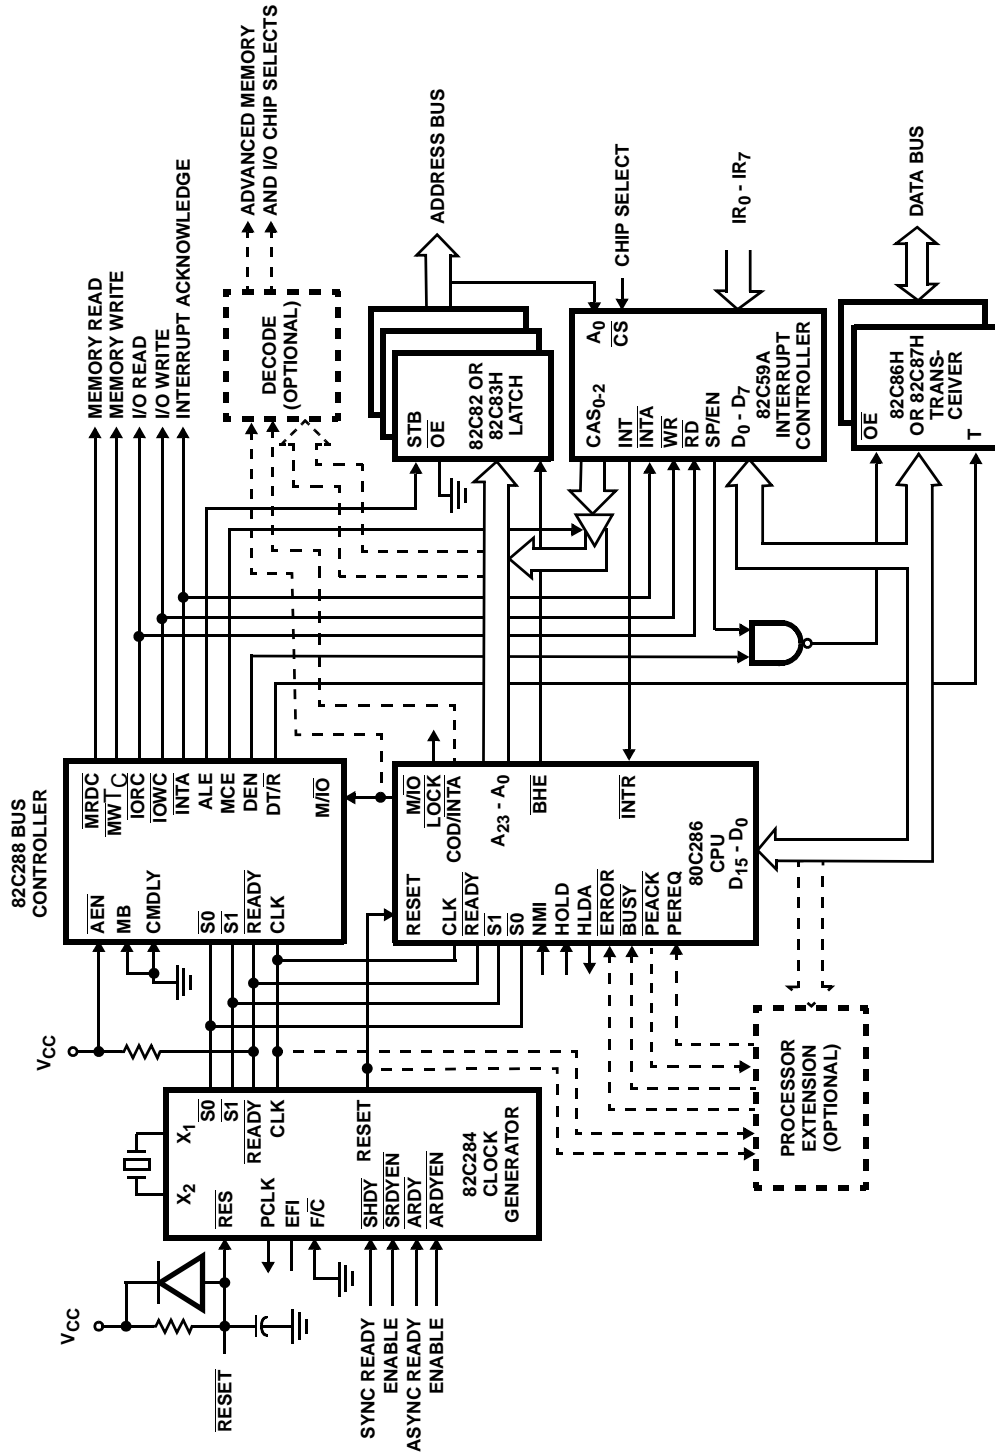 ADVANCED MEMORY
AND I/O CHIP SELECTS
MEMORY READ
MEMORY WRITE
I/O READ
I/O WRITE
INTERRUPT ACKNOWLEDGE
DECODE
(OPTIONAL)
ADDRESS BUS
CHIP SELECT
IR0 - IR7
DATA BUS
STB
OE
82C82 OR
82C83H
LATCH
A0
CS
CAS0-2
INT
INTA
WR
RD
SP/EN
D0 - D7
82C59A
INTERRUPT
CONTROLLER
OE
82C86H
OR 82C87H
TRANS-
CEIVER
T
82C288 BUS
CONTROLLER
MRDC
MWTC
IORC
IOWC
INTA
ALE
MCE
DEN
DT/R
M/IO
AEN
MB
CMDLY
S0
S1
READY
CLK
M/IO
LOCK
COD/INTA
A23 - A0
BHE
INTR
80C286
CPU
D15 - D0
RESET
CLK
READY
S1
S0
NMI
HOLD
HLDA
ERROR
BUSY
PEACK
PEREQ
VCC
X1
X2
S0
S1
READY
CLK
RESET
RES
PCLK
EFI
F/C
SHDY
SRDYEN
ARDY
ARDYEN
82C284
CLOCK
GENERATOR
PROCESSOR
EXTENSION
(OPTIONAL)
VCC
RESET
SYNC READY
ENABLE
ASYNC READY
ENABLE